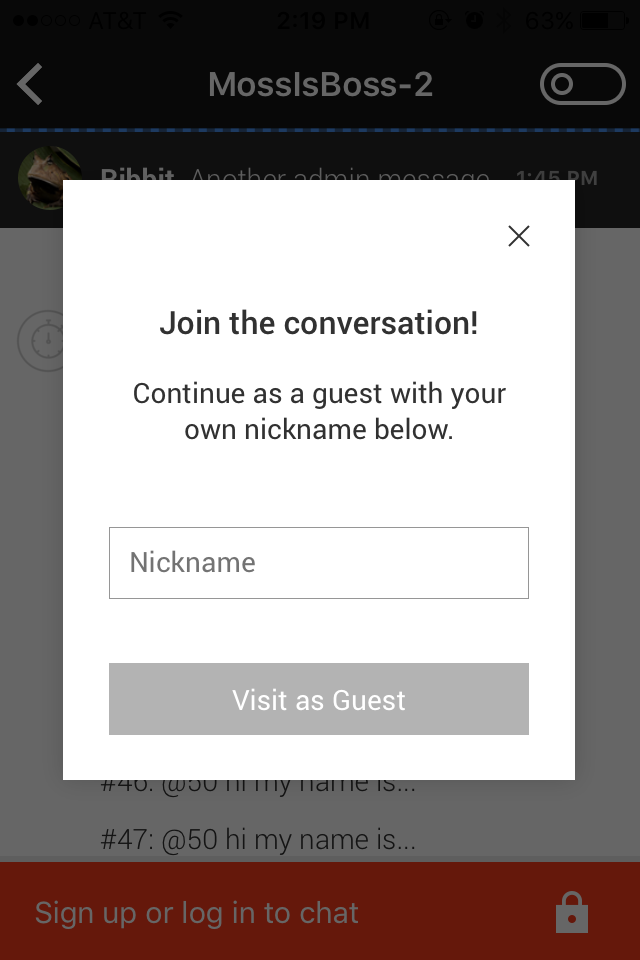 AT&T 2:19 PM 63%
MossIsBoss-2
Ribbit Another admin message 1:45 PM
Join the conversation!
Continue as a guest with your
own nickname below.
Nickname
Visit as Guest
#46: @50 hi my name is...
#47: @50 hi my name is...
Sign up or log in to chat